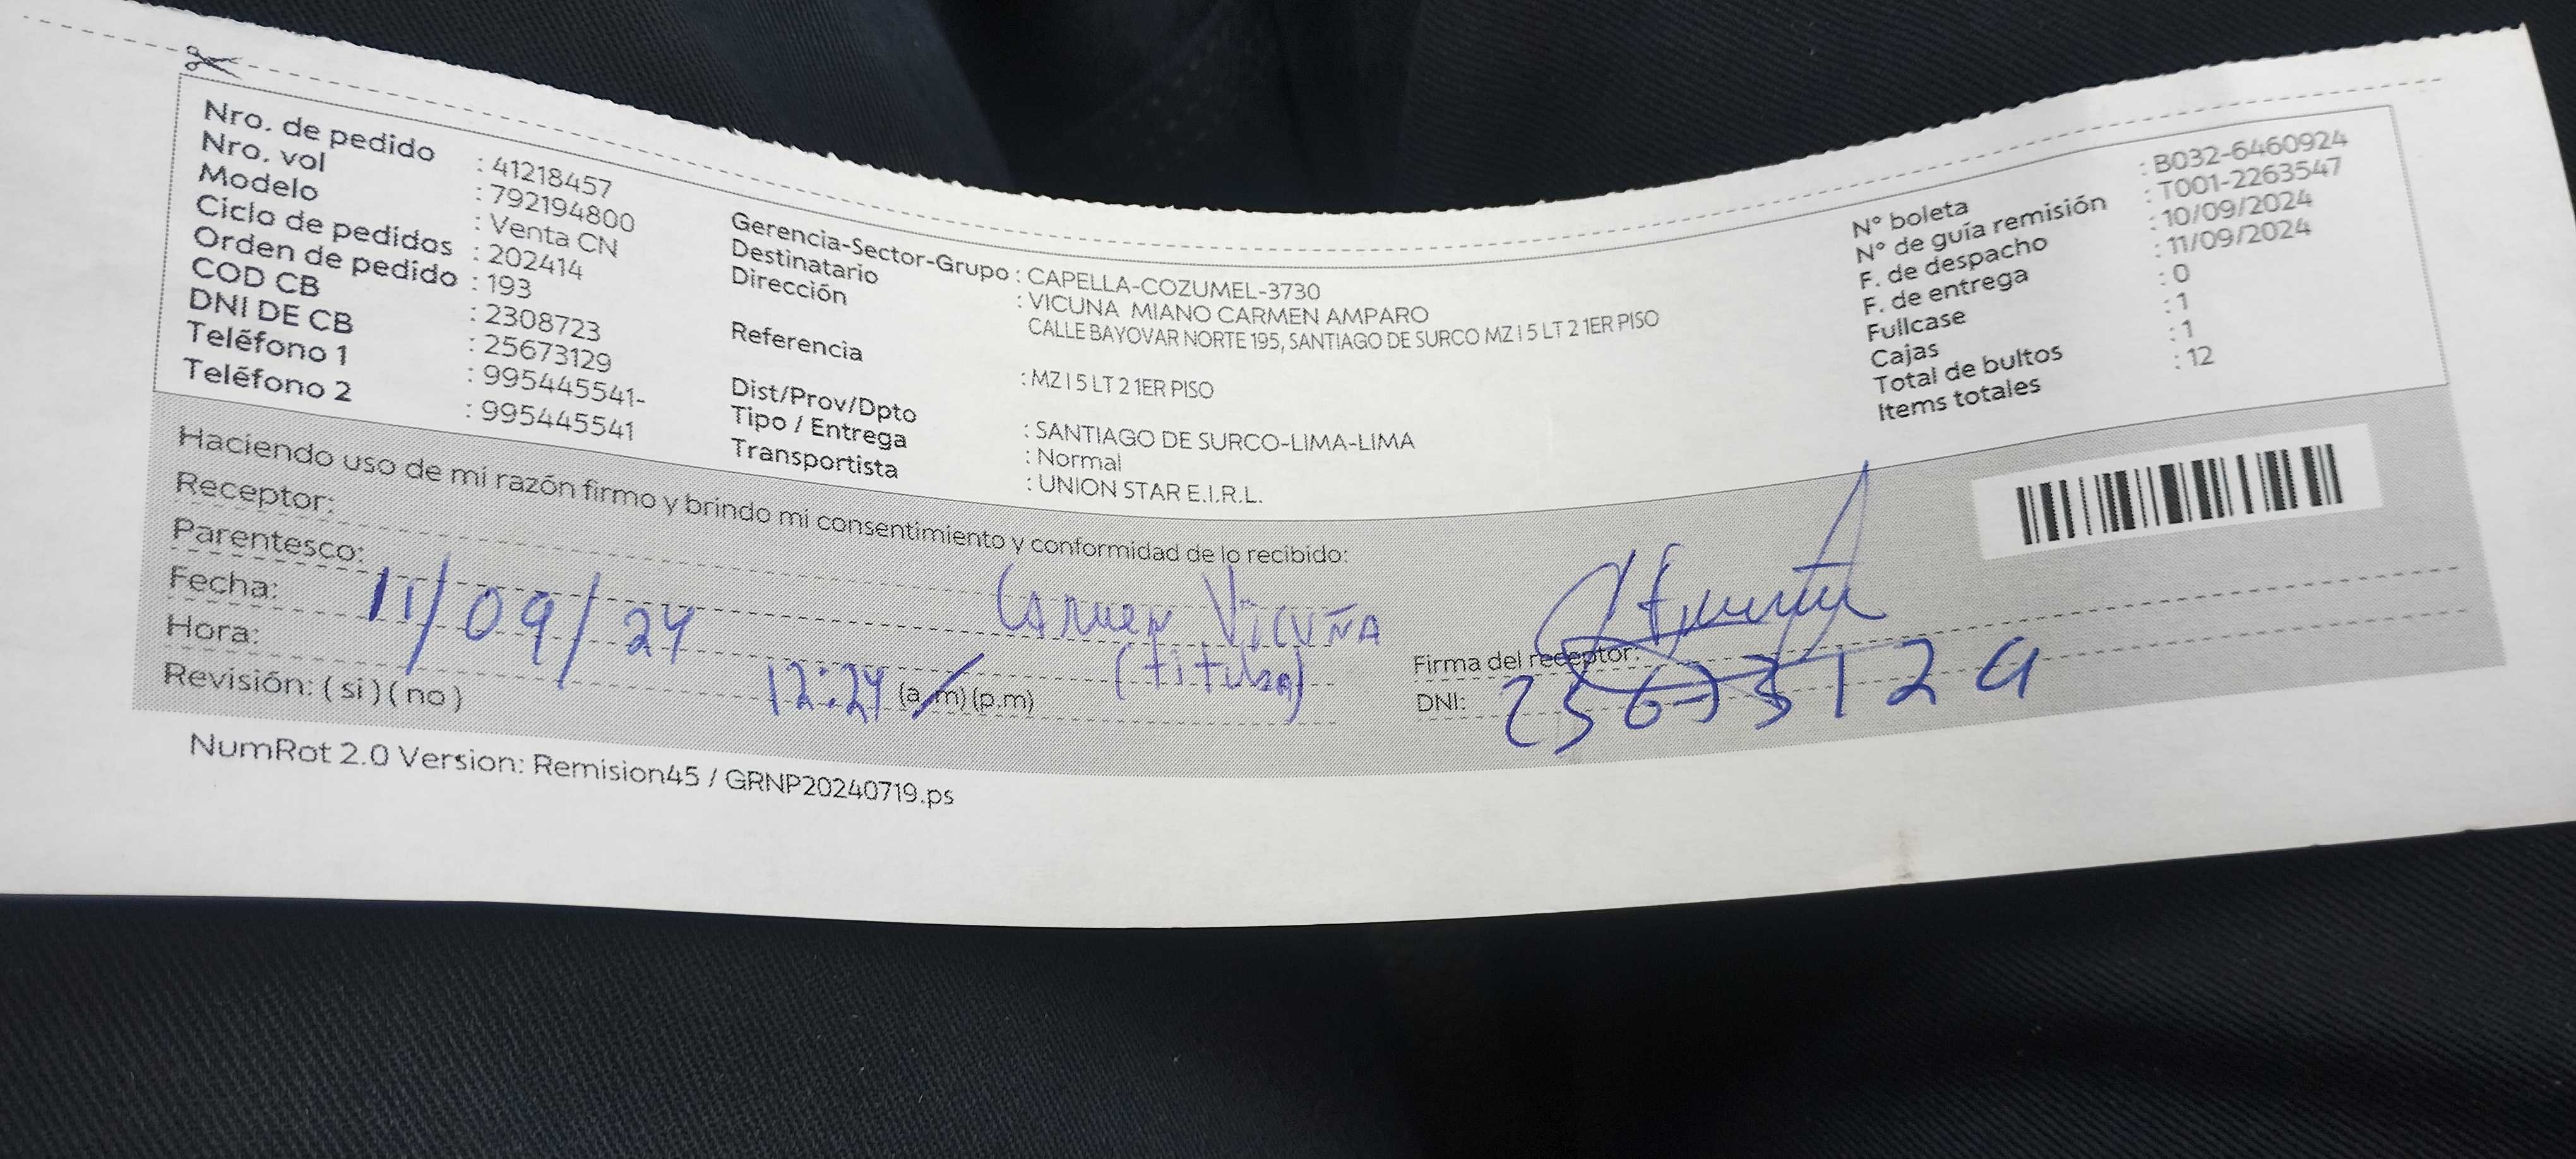 Nro. de pedido : 41218457
Nro. vol : 792194800
Modelo : Venta CN
Ciclo de pedidos : 202414
Orden de pedido : 193
COD CB : 2308723
DNI DE CB : 25673129
Teléfono 1 : 995445541-
Teléfono 2 : 995445541
Gerencia-Sector-Grupo : CAPELLA-COZUMEL-3730
Destinatario : VICUNA MIANO CARMEN AMPARO
Dirección CALLE BAYOVAR NORTE 195, SANTIAGO DE SURCO MZ I 5 LT 2 1ER PISO
Referencia : MZ I 5 LT 2 1ER PISO
Dist/Prov/Dpto : SANTIAGO DE SURCO-LIMA-LIMA
Tipo / Entrega : Normal
Transportista : UNION STAR E.I.R.L.
N° boleta : B032-6460924
N° de guía remisión : T001-2263547
F. de despacho : 10/09/2024
F. de entrega : 11/09/2024
Fullcase : 0
Cajas : 1
Total de bultos : 1
Items totales : 12
Haciendo uso de mi razón firmo y brindo mi consentimiento y conformidad de lo recibido:
Receptor: Carmen Vicuña
Parentesco: (titular)
Fecha: 11/09/24
Hora: 12:24 (a.m) (p.m)
Revisión: ( si ) ( no )
Firma del receptor:
DNI: 25673129
NumRot 2.0 Version: Remision45 / GRNP20240719.ps